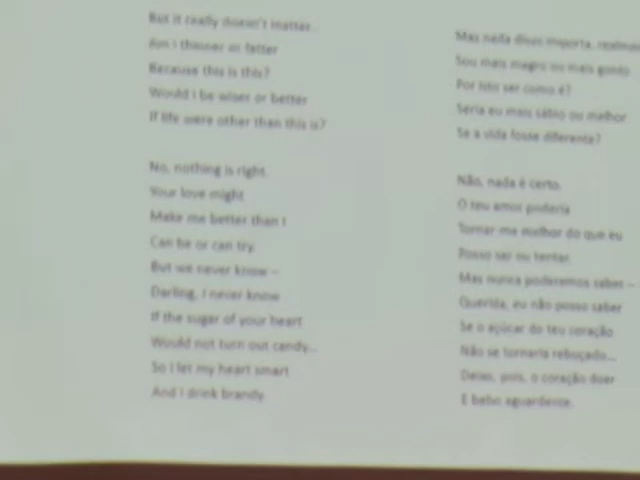 But it really doesn't matter...
Am I thinner or fatter
Because this is this?
Would I be wiser or better
If life were other than this is?
No, nothing is right.
Your love might
Make me better than I
Can be or can try.
But we never know –
Darling, I never know
If the sugar of your heart
Would not turn out candy...
So I let my heart smart
And I drink brandy.
Mas nada disso importa,
Sou mais magro ou mais gordo
Por isto ser como é?
Seria eu mais sábio ou melhor
Se a vida fosse diferente?
Não, nada é certo.
O teu amor poderia
Tornar-me melhor do que eu
Posso ser ou tentar.
Mas nunca poderemos saber –
Querida, eu não posso saber
Se o açúcar do teu coração
Não se tornaria rebuçado...
Deixo, pois, o coração doer
E bebo aguardente.